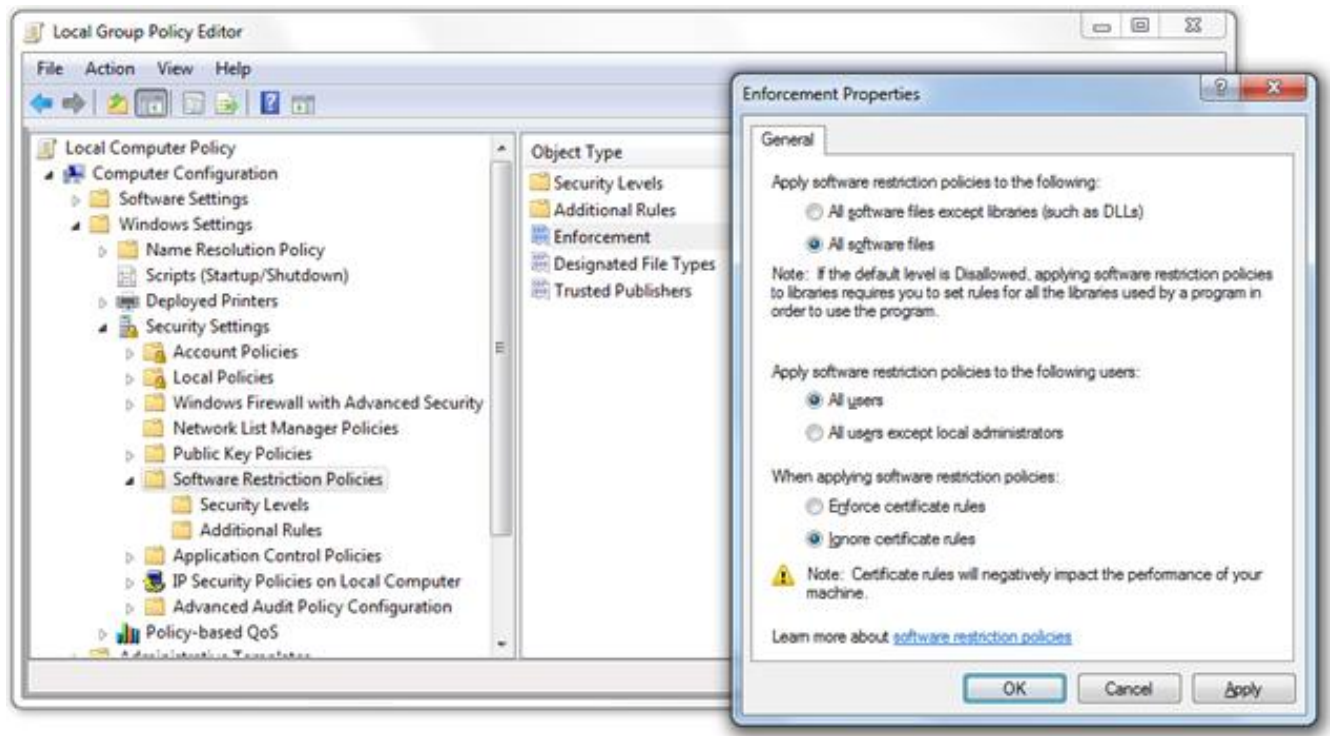 Local Group Policy Editor
File Action View Help
Local Computer Policy
Computer Configuration
Software Settings
Windows Settings
Name Resolution Policy
Scripts (Startup/Shutdown)
Deployed Printers
Security Settings
Account Policies
Local Policies
Windows Firewall with Advanced Security
Network List Manager Policies
Public Key Policies
Software Restriction Policies
Security Levels
Additional Rules
Application Control Policies
IP Security Policies on Local Computer
Advanced Audit Policy Configuration
Policy-based QoS
Administrative Templates
Object Type
Security Levels
Additional Rules
Enforcement
Designated File Types
Trusted Publishers
Enforcement Properties
General
Apply software restriction policies to the following:
All software files except libraries (such as DLLs)
All software files
Note: If the default level is Disallowed, applying software restriction policies
to libraries requires you to set rules for all the libraries used by a program in
order to use the program.
Apply software restriction policies to the following users:
All users
All users except local administrators
When applying software restriction policies:
Enforce certificate rules
Ignore certificate rules
Note: Certificate rules will negatively impact the performance of your
machine.
Learn more about software restriction policies
OK Cancel Apply